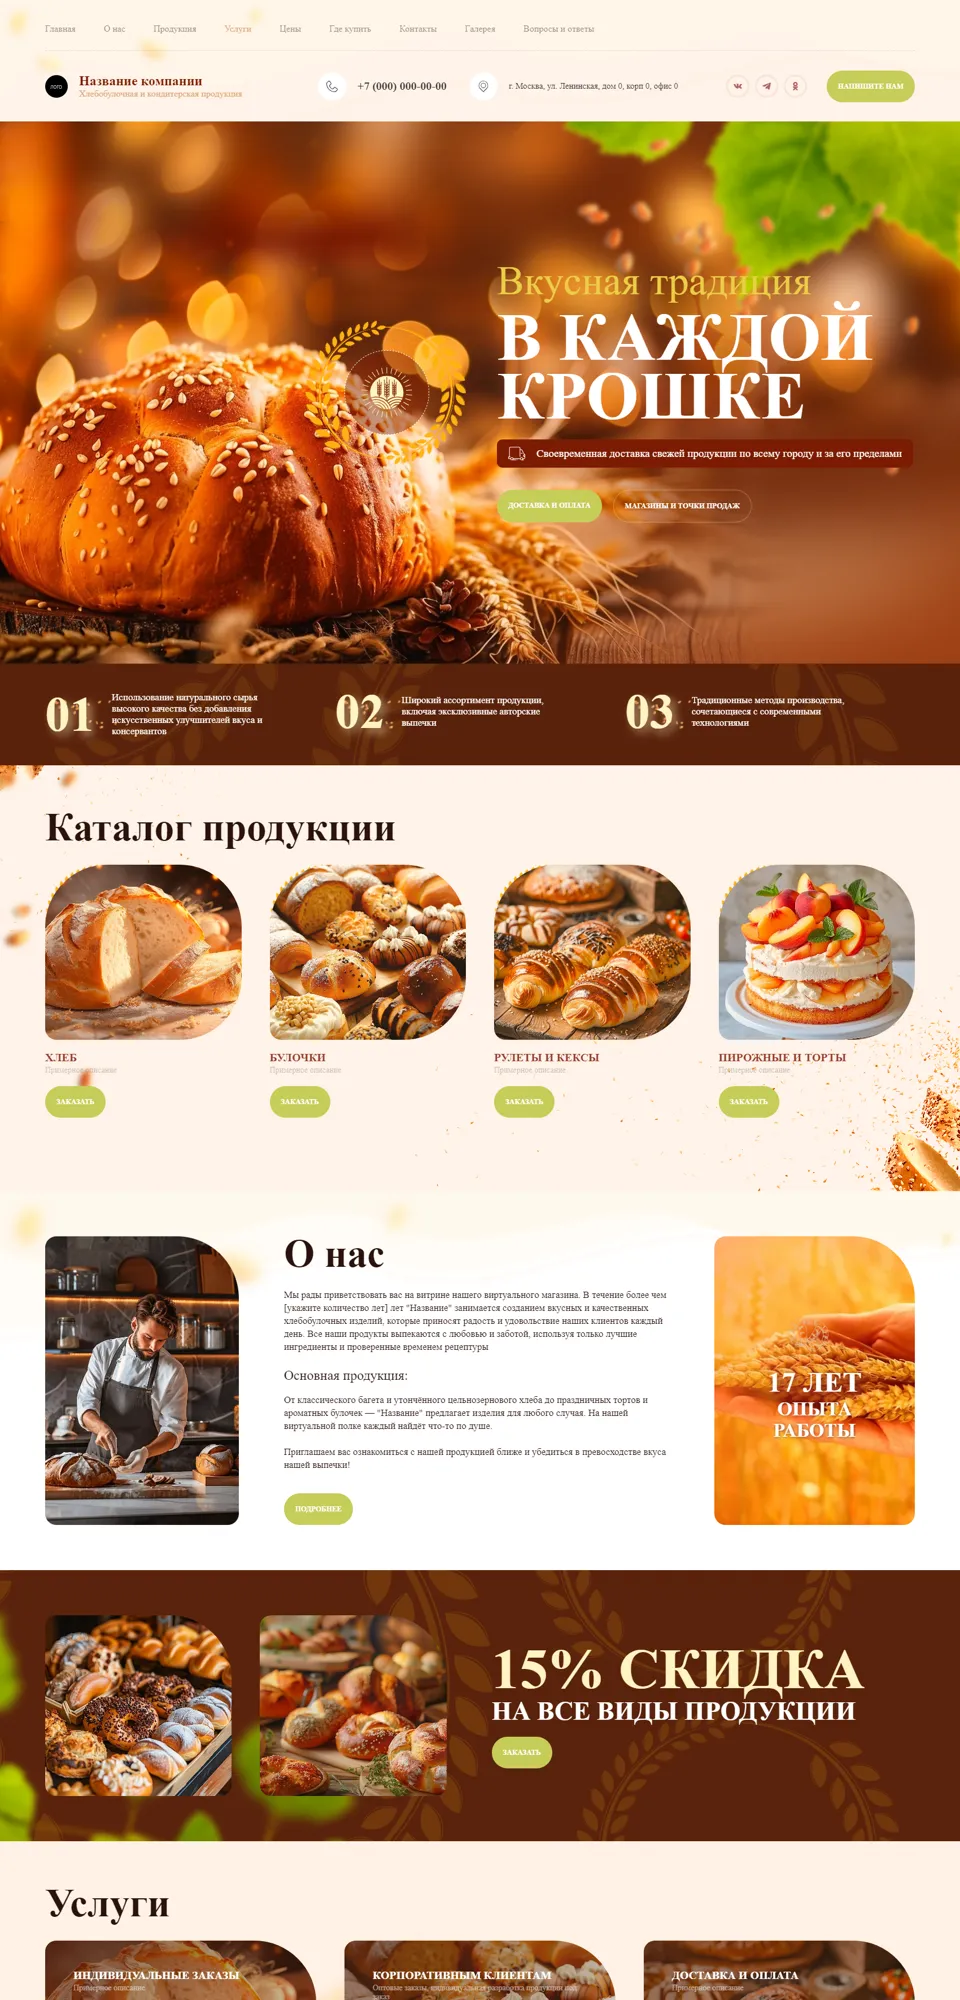 Главная О нас Продукция Услуги Цены Где купить Контакты Галерея Вопросы и ответы
лого
Название компании
Хлебобулочная и кондитерская продукция
+7 (000) 000-00-00
г. Москва, ул. Ленинская, дом 0, корп 0, офис 0
НАПИШИТЕ НАМ
Вкусная традиция
В КАЖДОЙ
КРОШКЕ
Своевременная доставка свежей продукции по всему городу и за его пределами
ДОСТАВКА И ОПЛАТА
МАГАЗИНЫ И ТОЧКИ ПРОДАЖ
01
Использование натурального сырья
высокого качества без добавления
искусственных улучшителей вкуса и
консервантов
02
Широкий ассортимент продукции,
включая эксклюзивные авторские
выпечки
03
Традиционные методы производства,
сочетающиеся с современными
технологиями
Каталог продукции
ХЛЕБ
Примерное описание
ЗАКАЗАТЬ
БУЛОЧКИ
Примерное описание
ЗАКАЗАТЬ
РУЛЕТЫ И КЕКСЫ
Примерное описание
ЗАКАЗАТЬ
ПИРОЖНЫЕ И ТОРТЫ
Примерное описание
ЗАКАЗАТЬ
О нас
Мы рады приветствовать вас на витрине нашего виртуального магазина. В течение более чем
[укажите количество лет] лет "Название" занимается созданием вкусных и качественных
хлебобулочных изделий, которые приносят радость и удовольствие наших клиентов каждый
день. Все наши продукты выпекаются с любовью и заботой, используя только лучшие
ингредиенты и проверенные временем рецептуры
Основная продукция:
От классического багета и утончённого цельнозернового хлеба до праздничных тортов и
ароматных булочек — "Название" предлагает изделия для любого случая. На нашей
виртуальной полке каждый найдёт что-то по душе.
Приглашаем вас ознакомиться с нашей продукцией ближе и убедиться в превосходстве вкуса
нашей выпечки!
ПОДРОБНЕЕ
17 ЛЕТ
ОПЫТА
РАБОТЫ
15% СКИДКА
НА ВСЕ ВИДЫ ПРОДУКЦИИ
ЗАКАЗАТЬ
Услуги
ИНДИВИДУАЛЬНЫЕ ЗАКАЗЫ
Примерное описание
КОРПОРАТИВНЫМ КЛИЕНТАМ
Оптовые заказы, индивидуальная разработка продукции под
заказ
ДОСТАВКА И ОПЛАТА
Примерное описание